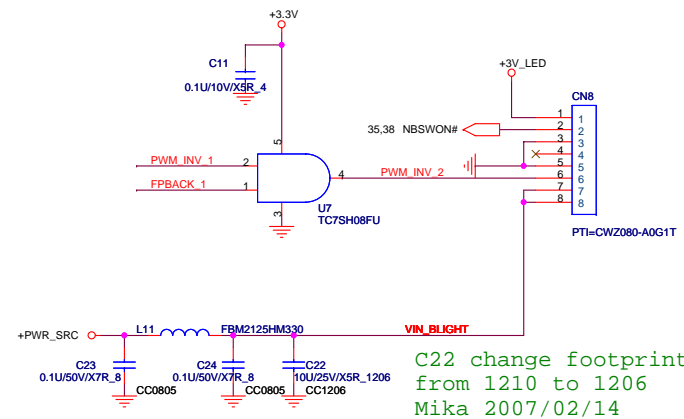 +3.3V
C11
0.1U/10V/X5R_4
+3V_LED
CN8
35,38 NBSWON#
1 1
2 2
3 3
4 4
5 5
6 6
7 7
8 8
5
PWM_INV_1 2
4 PWM_INV_2
FPBACK_1 1
3
U7
TC7SH08FU
PTI=CWZ080-A0G1T
+PWR_SRC
L11 FBM2125HM330
VIN_BLIGHT
C23
0.1U/50V/X7R_8
CC0805
C24
0.1U/50V/X7R_8
CC0805
C22
10U/25V/X5R_1206
CC1206
C22 change footprint
from 1210 to 1206
Mika 2007/02/14